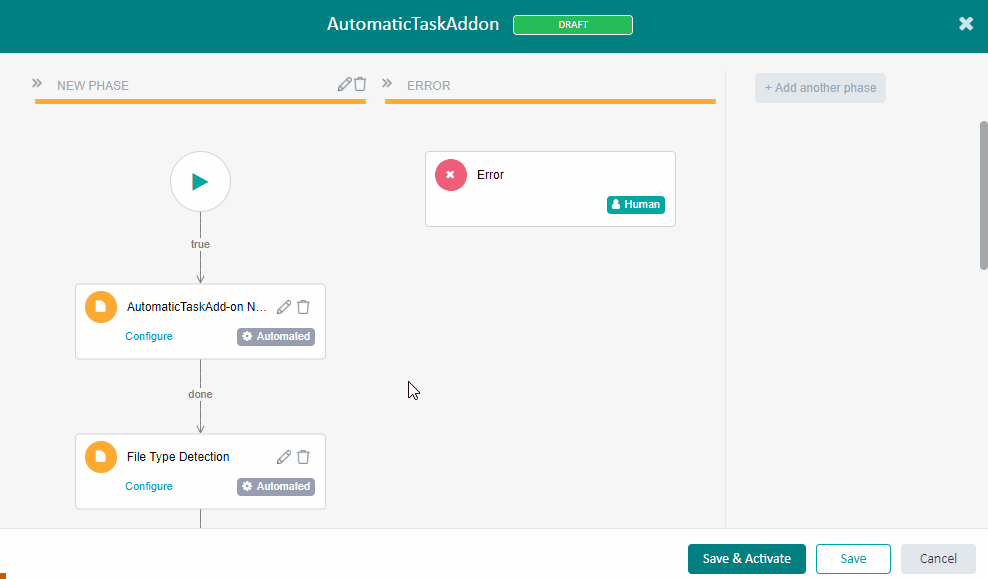 AutomaticTaskAddon DRAFT
NEW PHASE
ERROR
+ Add another phase
Error
Human
true
AutomaticTaskAdd-on N...
Configure
Automated
done
File Type Detection
Configure
Automated
Save & Activate
Save
Cancel